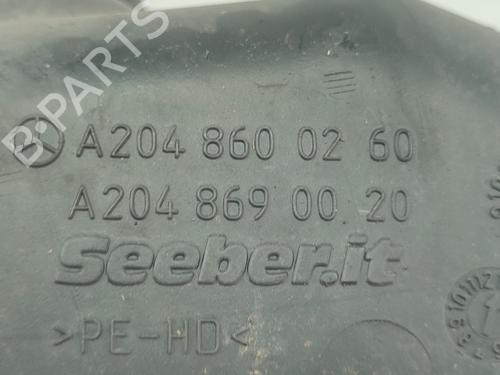 B-PARTS
A204 860 02 60
A204 869 00 20
Seeber.it
>PE-HD<